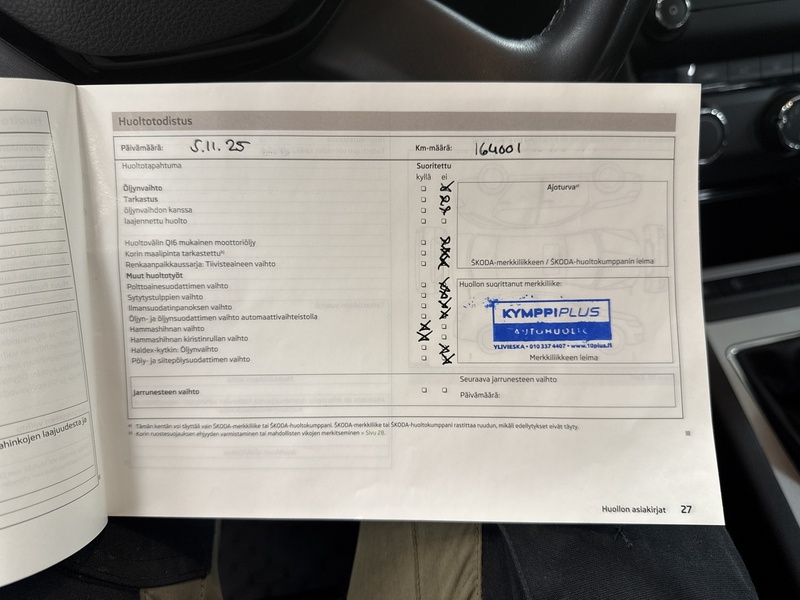 Huoltotodistus
Päivämäärä: 5.11.25 Km-määrä: 164001
Huoltotapahtuma Suoritettu
kyllä ei
Öljynvaihto
Tarkastus
öljynvaihdon kanssa
laajennettu huolto
Ajoturva
ŠKODA-merkkiliikkeen / ŠKODA-huoltokumppanin leima
Huoltovälin QI6 mukainen moottoriöljy
Korin maalipinta tarkastettu
Renkaanpaikkaussarja: Tiivisteaineen vaihto
Muut huoltotyöt
Polttoainesuodattimen vaihto
Sytytystulppien vaihto
Ilmansuodatinpanoksen vaihto
Öljyn- ja öljynsuodattimen vaihto automaattivaihteistolla
Hammashihnan vaihto
Hammashihnan kiristinrullan vaihto
Haldex-kytkin: Öljynvaihto
Pöly- ja siitepölysuodattimen vaihto
Huollon suorittanut merkkiliike:
KYMPPIPLUS
AUTOHUOLTO
YLIVIESKA • 010 337 4407 • www.10plus.fi
Merkkiliikkeen leima
Jarrunesteen vaihto
Seuraava jarrunesteen vaihto
Päivämäärä:
Tämän kentän voi täyttää vain ŠKODA-merkkiliike tai ŠKODA-huoltokumppani. ŠKODA-merkkiliike tai ŠKODA-huoltokumppani rastittaa ruudun, mikäli edellytykset eivät täyty.
Korin ruostesuojauksen ehjyyden varmistaminen tai mahdollisten vikojen merkitseminen » Sivu 28.
Huollon asiakirjat 27
ahinkojen laajuudesta ja